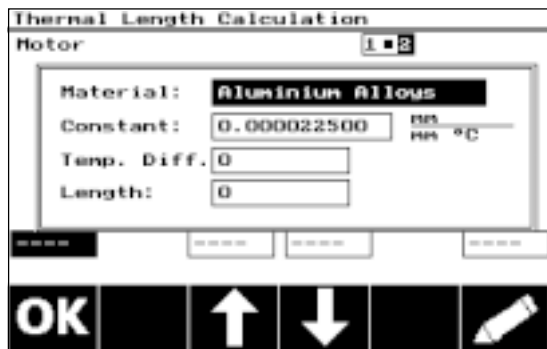 Thermal Length Calculation
Motor 1 ■ 2
Material: Aluminium Alloys
Constant: 0.000022500 mm
mm °C
Temp. Diff. 0
Length: 0
---- ---- ---- ----
OK